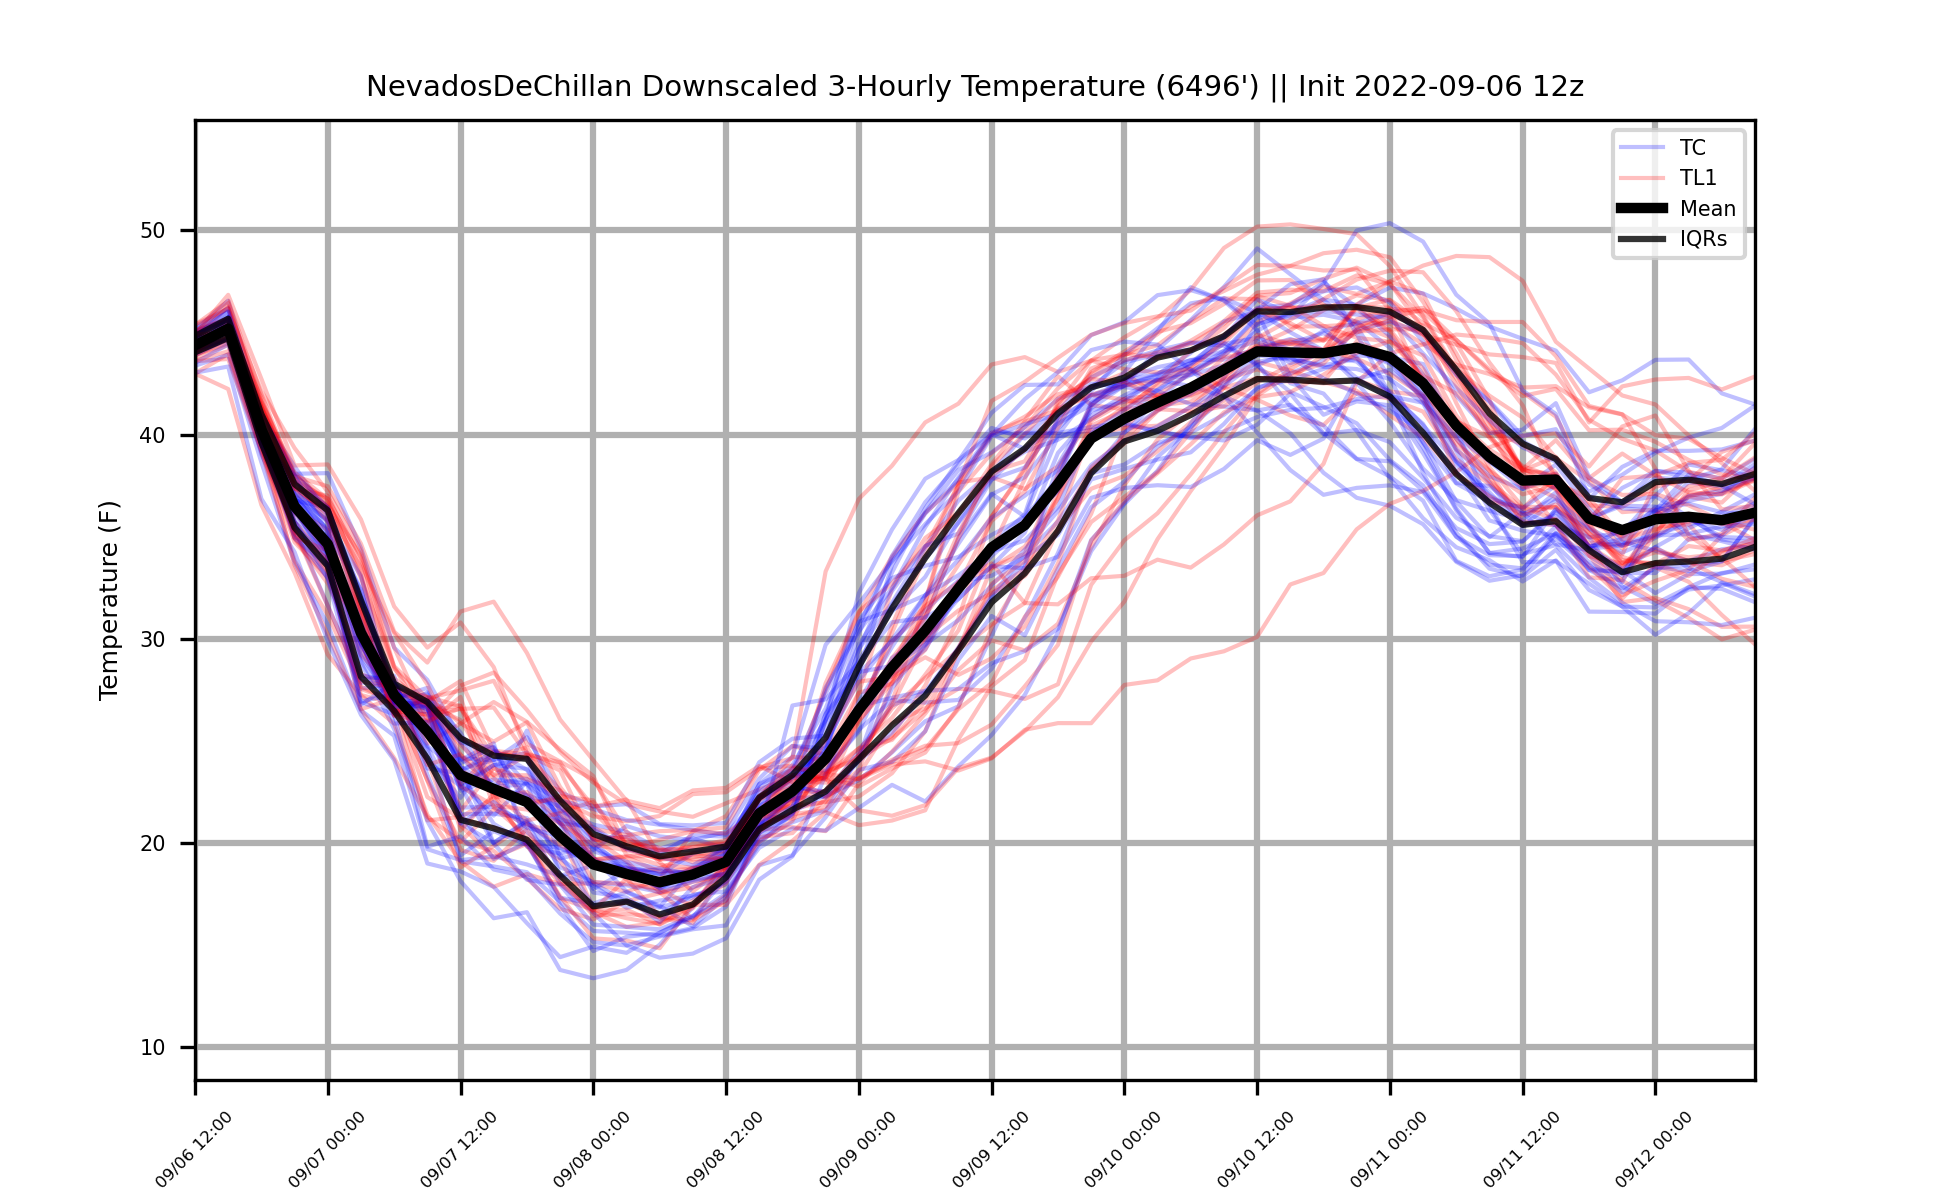 NevadosDeChillan Downscaled 3-Hourly Temperature (6496') || Init 2022-09-06 12z
TC
TL1
Mean
IQRs
Temperature (F)
50
40
30
20
10
09/06 12:00
09/07 00:00
09/07 12:00
09/08 00:00
09/08 12:00
09/09 00:00
09/09 12:00
09/10 00:00
09/10 12:00
09/11 00:00
09/11 12:00
09/12 00:00